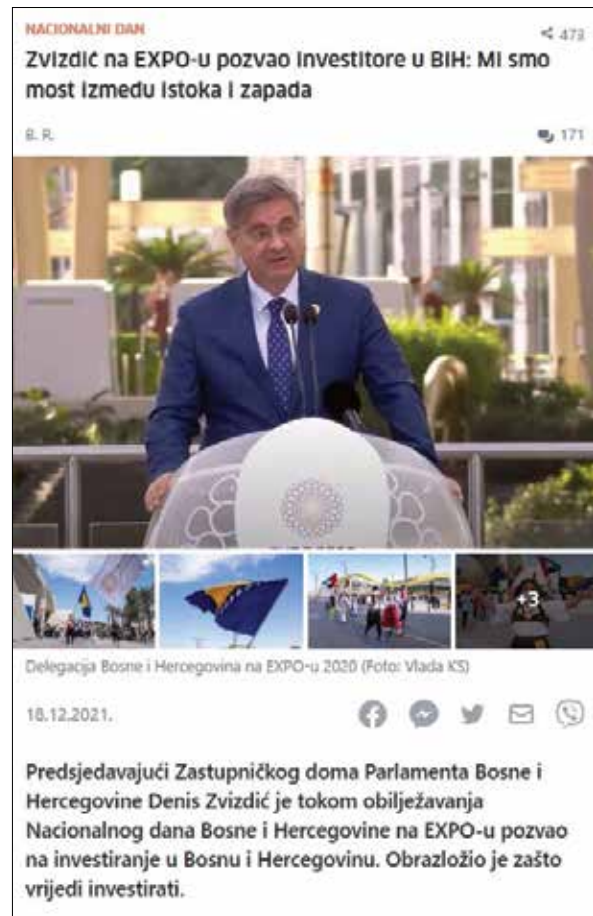 NACIONALNI DAN
473
Zvizdić na EXPO-u pozvao investitore u BIH: Mi smo
most između istoka i zapada
B. R.
171
+3
Delegacija Bosne i Hercegovina na EXPO-u 2020 (Foto: Vlada KS)
18.12.2021.
Predsjedavajući Zastupničkog doma Parlamenta Bosne i
Hercegovine Denis Zvizdić je tokom obilježavanja
Nacionalnog dana Bosne i Hercegovine na EXPO-u pozvao
na investiranje u Bosnu i Hercegovinu. Obrazložio je zašto
vrijedi investirati.